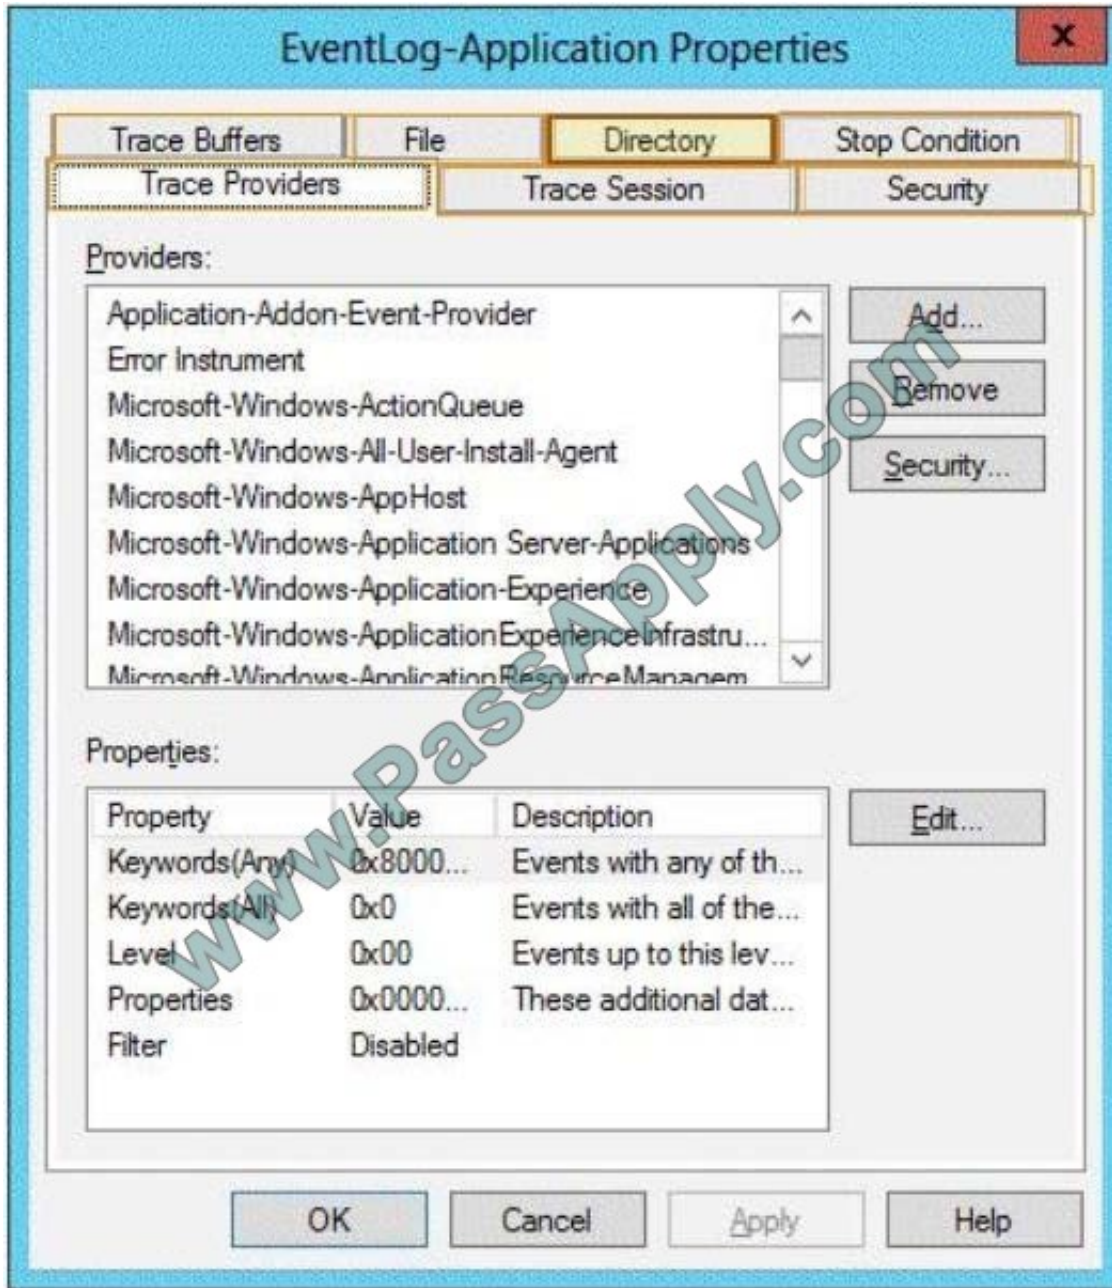 EventLog-Application Properties
x
Trace Buffers File Directory Stop Condition
Trace Providers Trace Session Security
Providers:
Application-Addon-Event-Provider
Error Instrument
Microsoft-Windows-ActionQueue
Microsoft-Windows-All-User-Install-Agent
Microsoft-Windows-AppHost
Microsoft-Windows-Application Server-Applications
Microsoft-Windows-Application-Experience
Microsoft-Windows-ApplicationExperienceInfrastru...
Microsoft-Windows-ApplicationResourceManagem
Add...
Remove
Security...
Properties:
Property Value Description
Keywords(Any) 0x8000... Events with any of th...
Keywords(All) 0x0 Events with all of the...
Level 0x00 Events up to this lev...
Properties 0x0000... These additional dat...
Filter Disabled
Edit...
OK Cancel Apply Help
www.PassApply.com